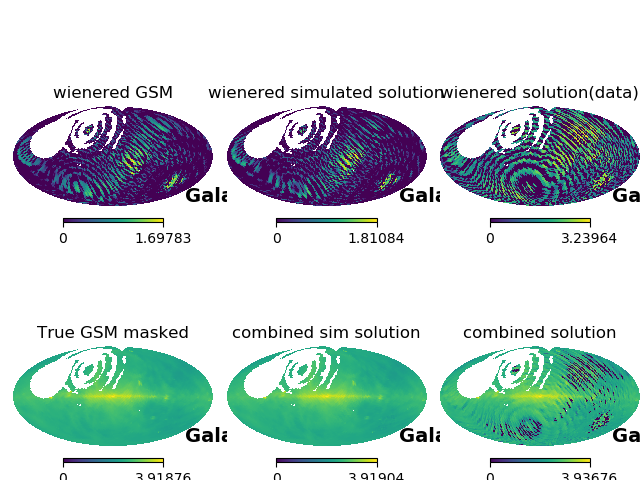 wienered GSM
wienered simulated solution
wienered solution(data)
Gala
Gala
Ga
0 1.69783
0 1.81084
0 3.23964
True GSM masked
combined sim solution
combined solution
Gala
Gala
Ga
0 3.91876
0 3.91904
0 3.93676